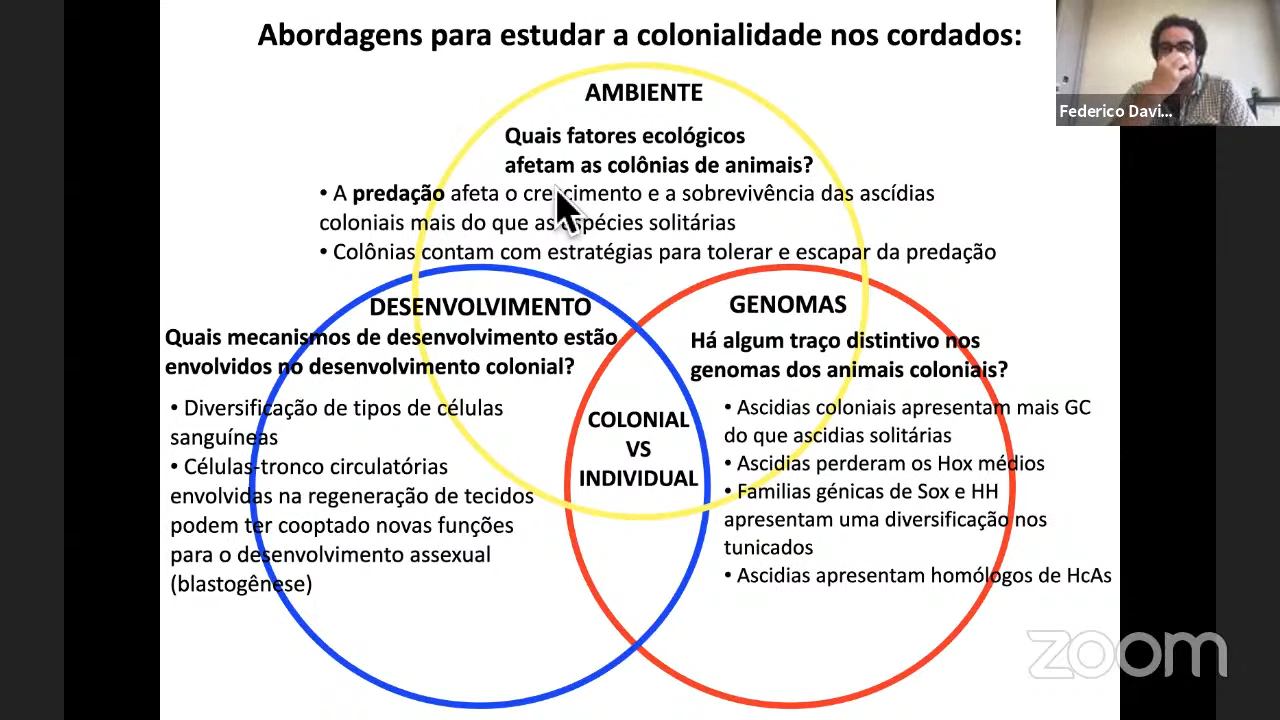 Abordagens para estudar a colonialidade nos cordados:
Federico Davi...
AMBIENTE
Quais fatores ecológicos
afetam as colônias de animais?
• A predação afeta o crescimento e a sobrevivência das ascídias
coloniais mais do que as espécies solitárias
• Colônias contam com estratégias para tolerar e escapar da predação
DESENVOLVIMENTO
Quais mecanismos de desenvolvimento estão
envolvidos no desenvolvimento colonial?
• Diversificação de tipos de células
sanguíneas
• Células-tronco circulatórias
envolvidas na regeneração de tecidos
podem ter cooptado novas funções
para o desenvolvimento assexual
(blastogênese)
COLONIAL
VS
INDIVIDUAL
GENOMAS
Há algum traço distintivo nos
genomas dos animais coloniais?
• Ascidias coloniais apresentam mais GC
do que ascidias solitárias
• Ascidias perderam os Hox médios
• Familias génicas de Sox e HH
apresentam uma diversificação nos
tunicados
• Ascidias apresentam homólogos de HcAs
zoom